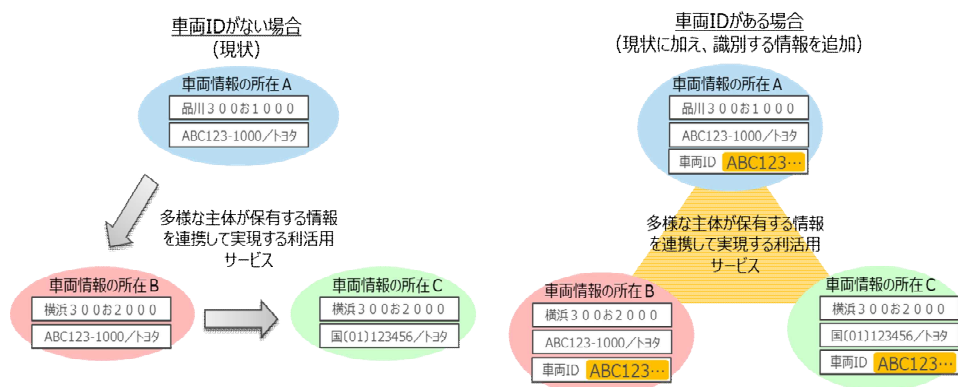 車両IDがない場合
(現状)
車両情報の所在A
品川300お1000
ABC123-1000/トヨタ
多様な主体が保有する情報
を連携して実現する利活用
サービス
車両情報の所在B
横浜300お2000
ABC123-1000/トヨタ
車両情報の所在C
横浜300お2000
国(01)123456/トヨタ
車両IDがある場合
(現状に加え、識別する情報を追加)
車両情報の所在A
品川300お1000
ABC123-1000/トヨタ
車両ID ABC123…
多様な主体が保有する情報
を連携して実現する利活用
サービス
車両情報の所在B
横浜300お2000
ABC123-1000/トヨタ
車両ID ABC123…
車両情報の所在C
横浜300お2000
国(01)123456/トヨタ
車両ID ABC123…